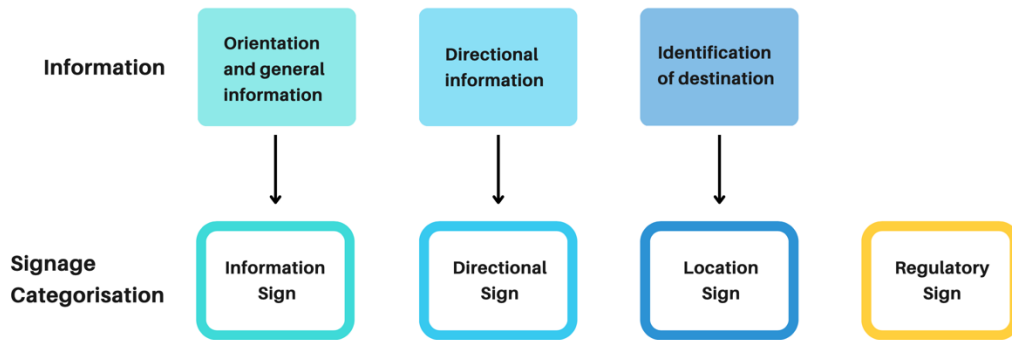 Information
Orientation
and general
information
Directional
information
Identification
of destination
Signage
Categorisation
Information
Sign
Directional
Sign
Location
Sign
Regulatory
Sign